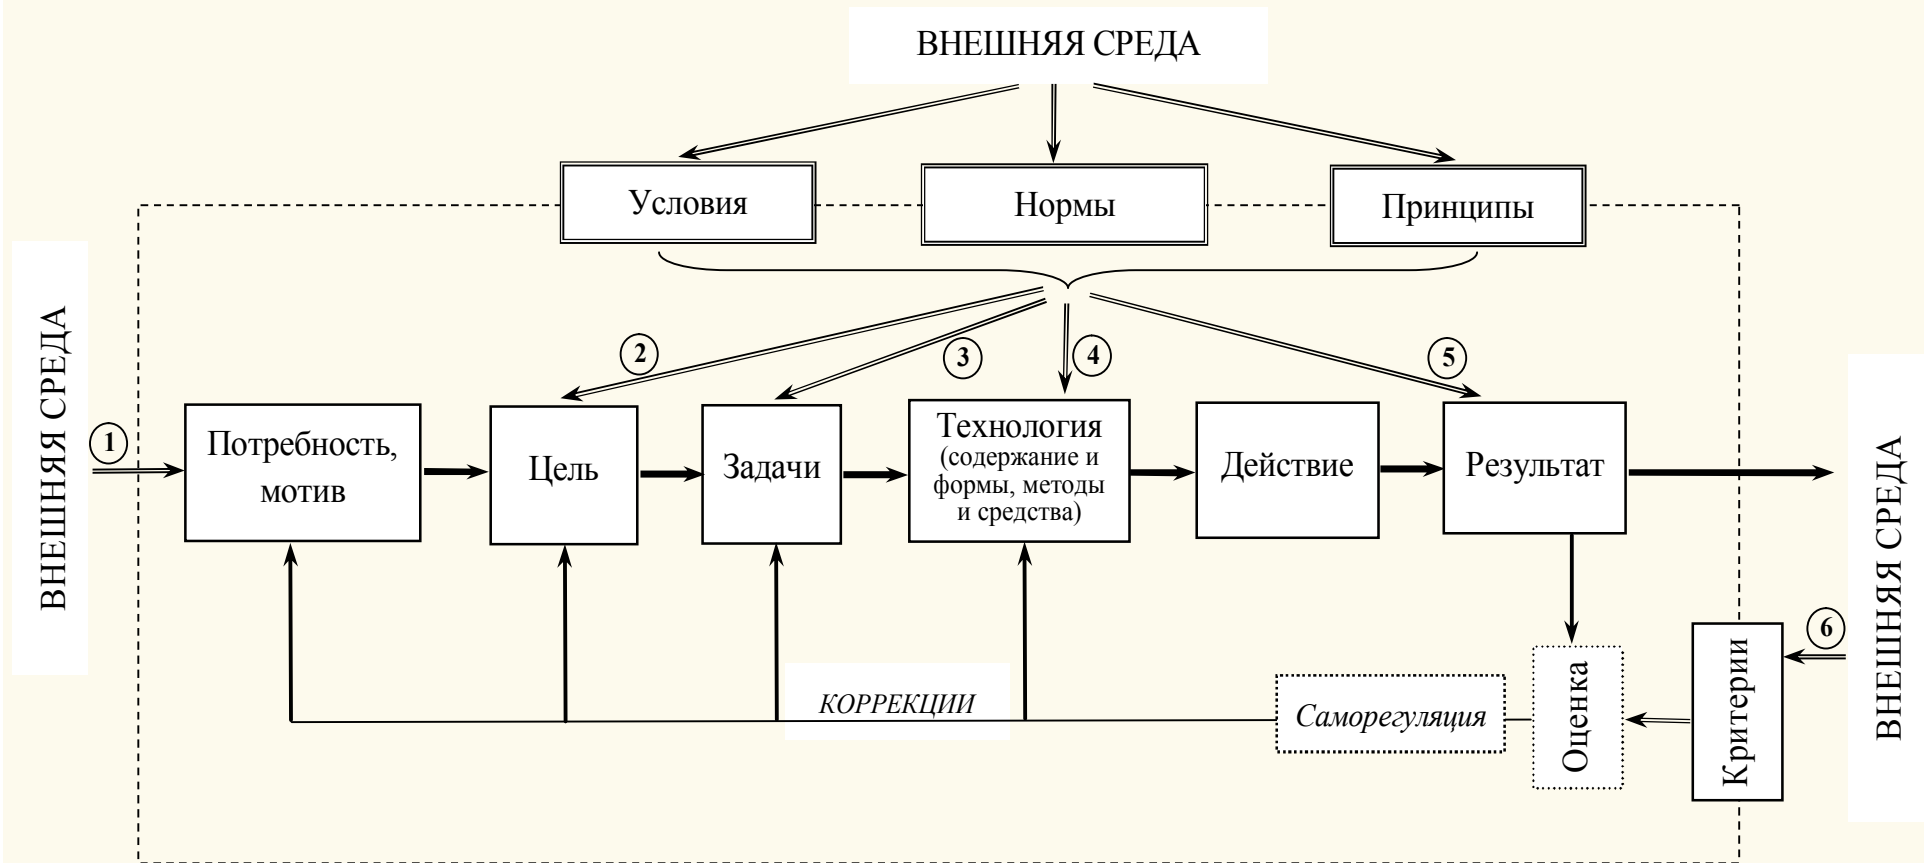 ВНЕШНЯЯ СРЕДА
Условия
Нормы
Принципы
ВНЕШНЯЯ СРЕДА
2
3
4
5
1
Потребность,
мотив
Цель
Задачи
Технология
(содержание и
формы, методы
и средства)
Действие
Результат
ВНЕШНЯЯ СРЕДА
6
КОРРЕКЦИИ
Саморегуляция
Оценка
Критерии